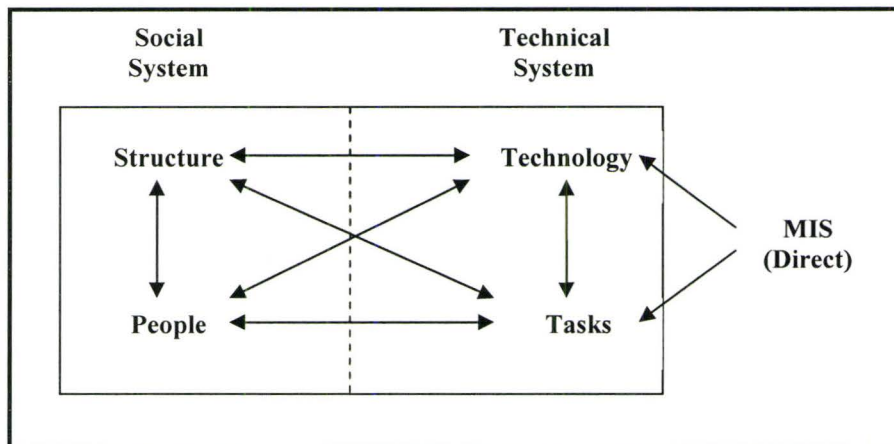 Social
System
Technical
System
Structure
Technology
MIS
(Direct)
People
Tasks